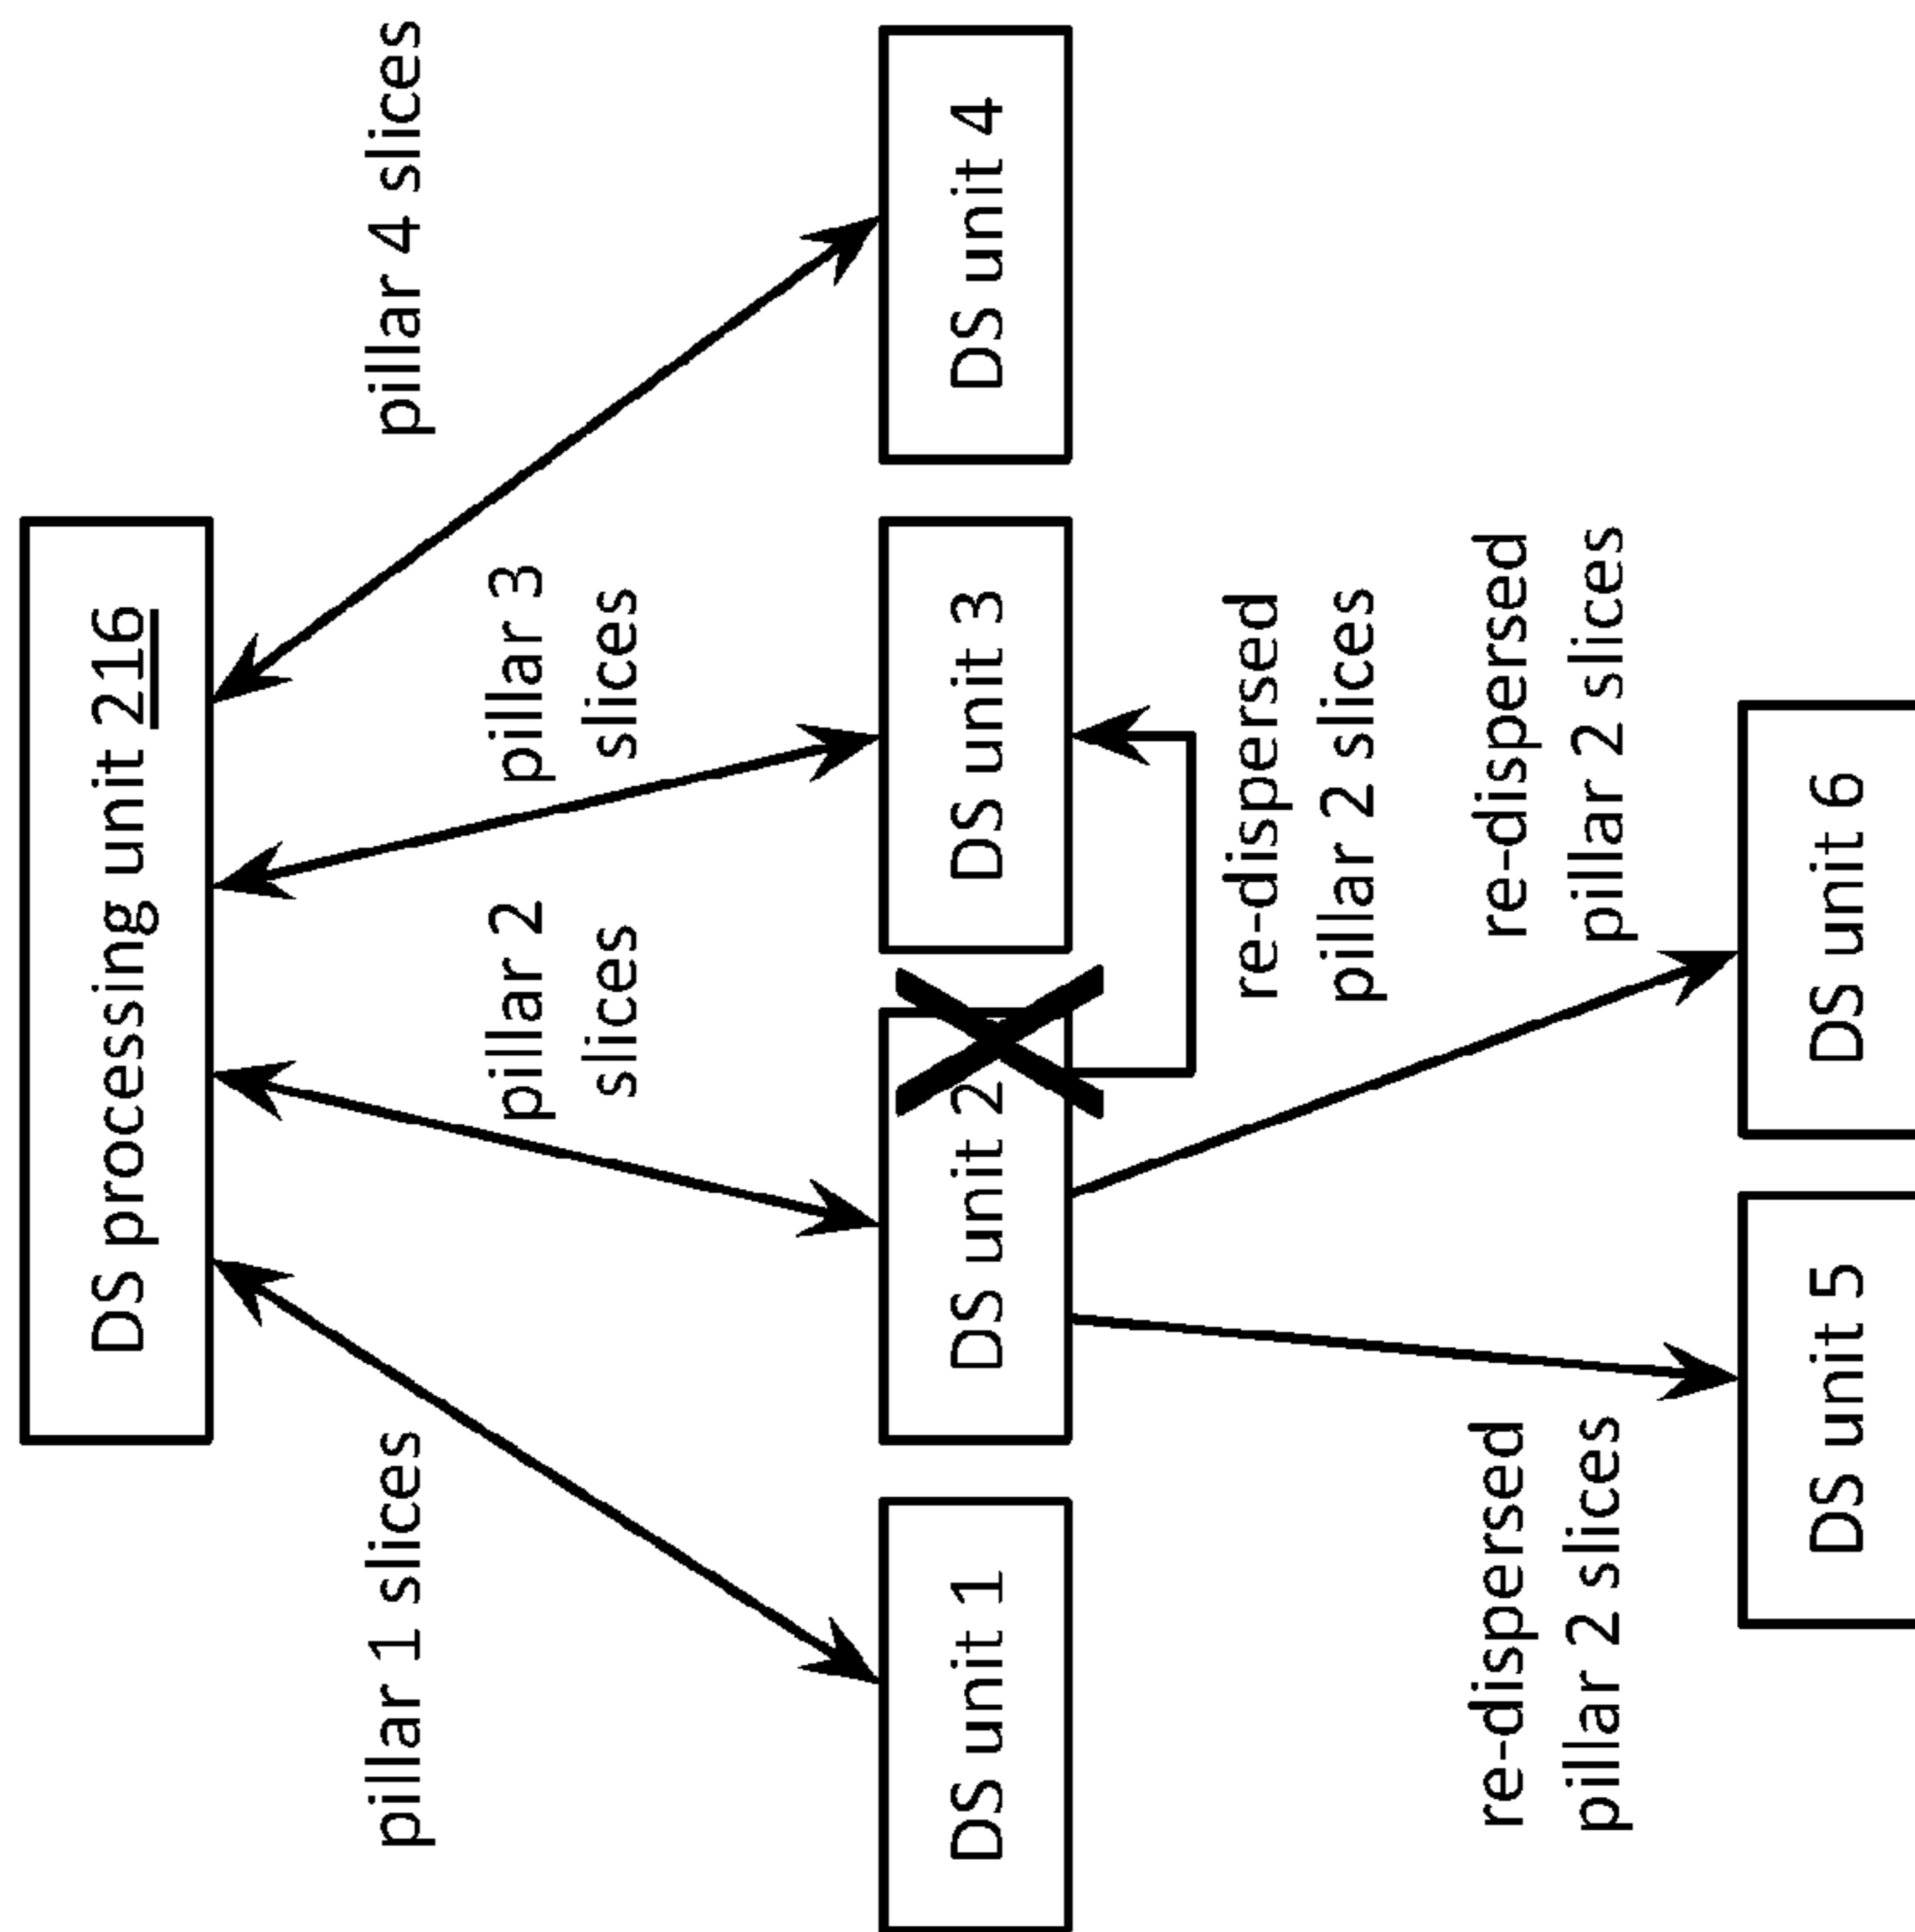 DS processing unit 216
pillar 1 slices
pillar 2
slices
pillar 3
slices
pillar 4 slices
DS unit 1
DS unit 2
DS unit 3
DS unit 4
re-dispersed
pillar 2 slices
re-dispersed
pillar 2 slices
re-dispersed
pillar 2 slices
DS unit 5
DS unit 6